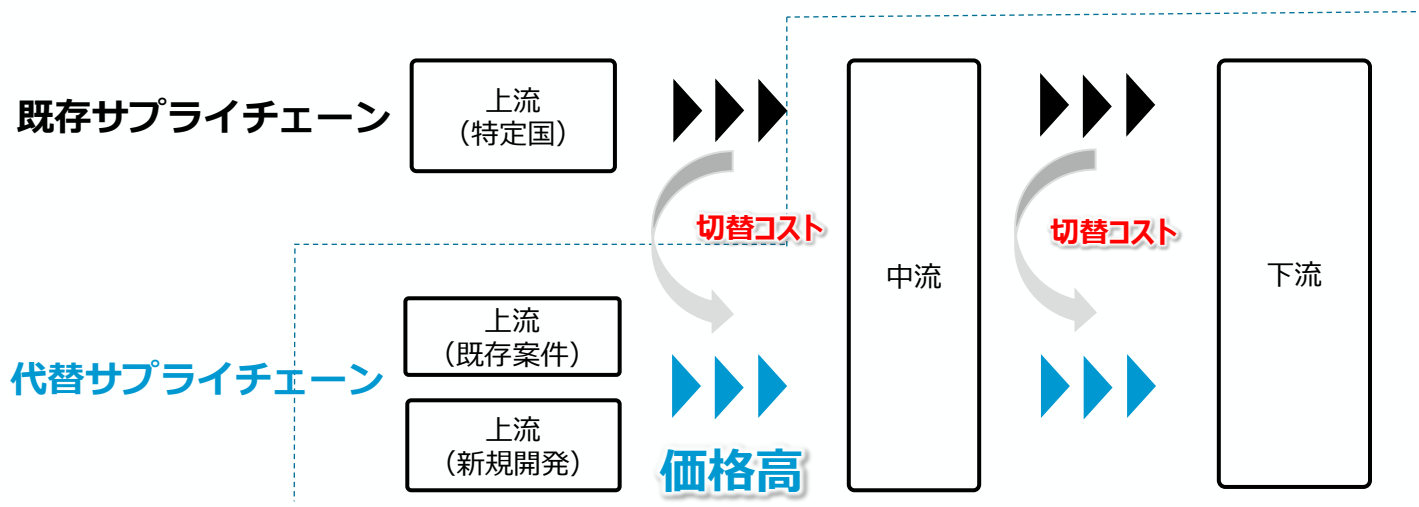 既存サプライチェーン
上流
（特定国）
切替コスト
切替コスト
中流
下流
代替サプライチェーン
上流
（既存案件）
上流
（新規開発）
価格高